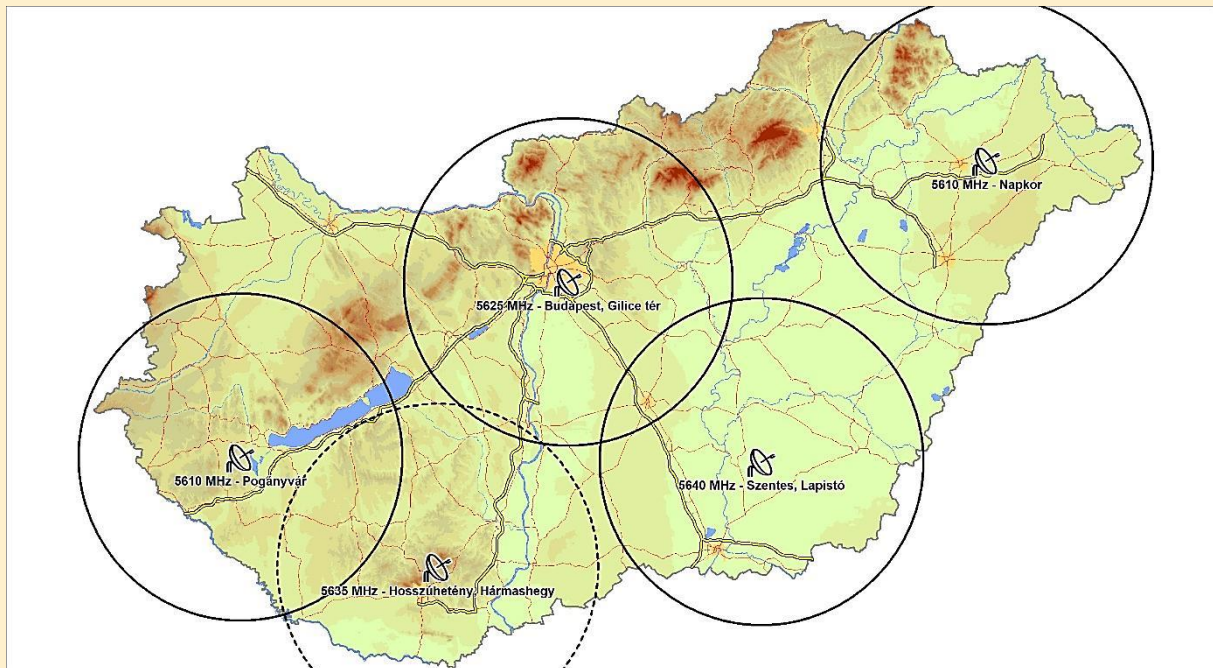 5610 MHz - Napkor
5625 MHz - Budapest, Gilice tér
5610 MHz - Pogányvár
5640 MHz - Szentes, Lapistó
5635 MHz - Hosszúhetény, Hármashegy